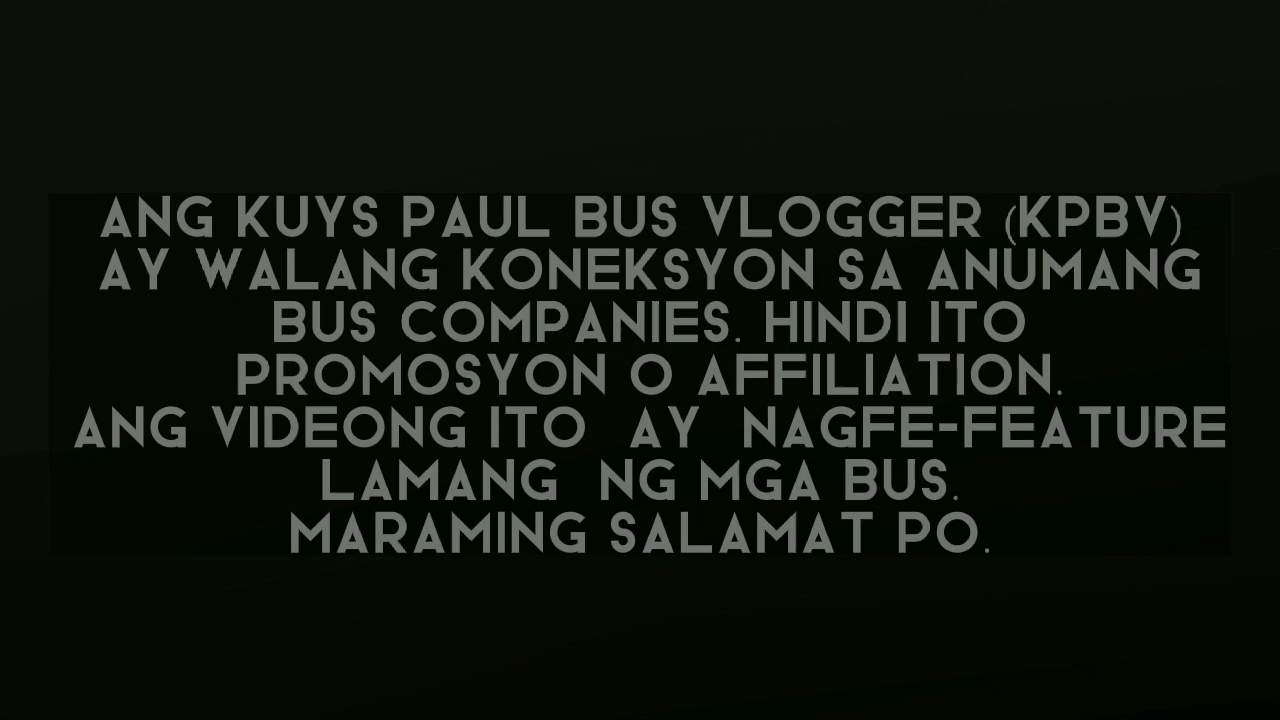 ANG KUYS PAUL BUS VLOGGER (KPBV)
AY WALANG KONEKSYON SA ANUMANG
BUS COMPANIES. HINDI ITO
PROMOSYON O AFFILIATION.
ANG VIDEONG ITO AY NAGFE-FEATURE
LAMANG NG MGA BUS.
MARAMING SALAMAT PO.